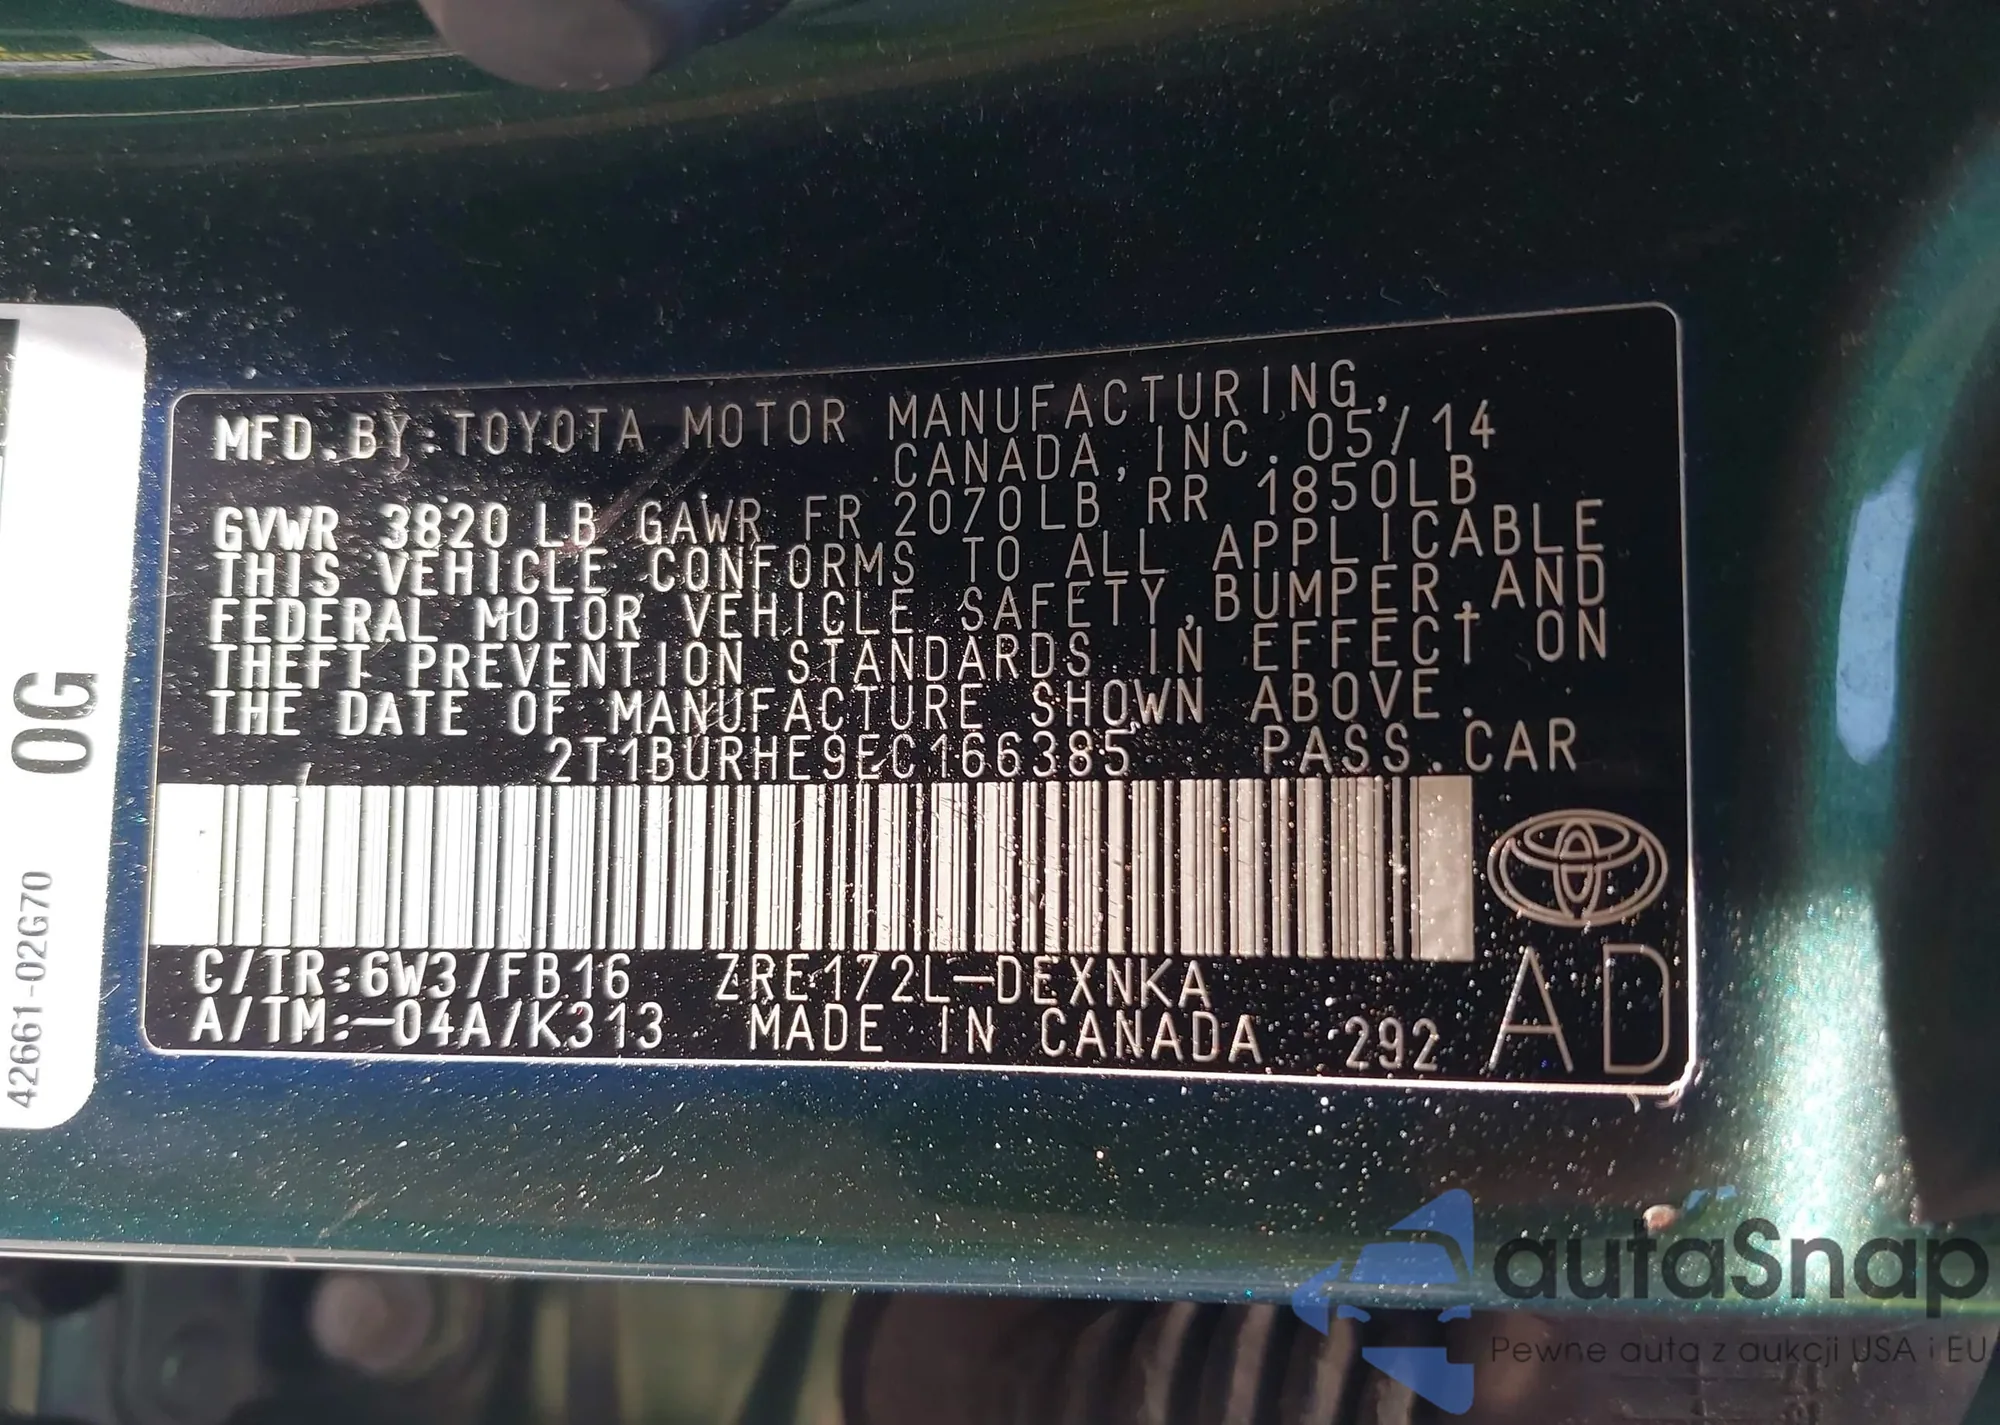 MFD.BY:TOYOTA MOTOR MANUFACTURING,
CANADA,INC. 05/14
GVWR 3820 LB GAWR FR 2070LB RR 1850LB
THIS VEHICLE CONFORMS TO ALL APPLICABLE
FEDERAL MOTOR VEHICLE SAFETY,BUMPER,AND
THEFT PREVENTION STANDARDS IN EFFECT ON
THE DATE OF MANUFACTURE SHOWN ABOVE.
2T1BURHE9EC166385 PASS.CAR
C/TR:6W3/FB16 ZRE172L-DEXNKA
A/TM:-04A/K313 MADE IN CANADA 292
AD
0G
42661-02G70
autaSnap
Pewne auta z aukcji USA i EU